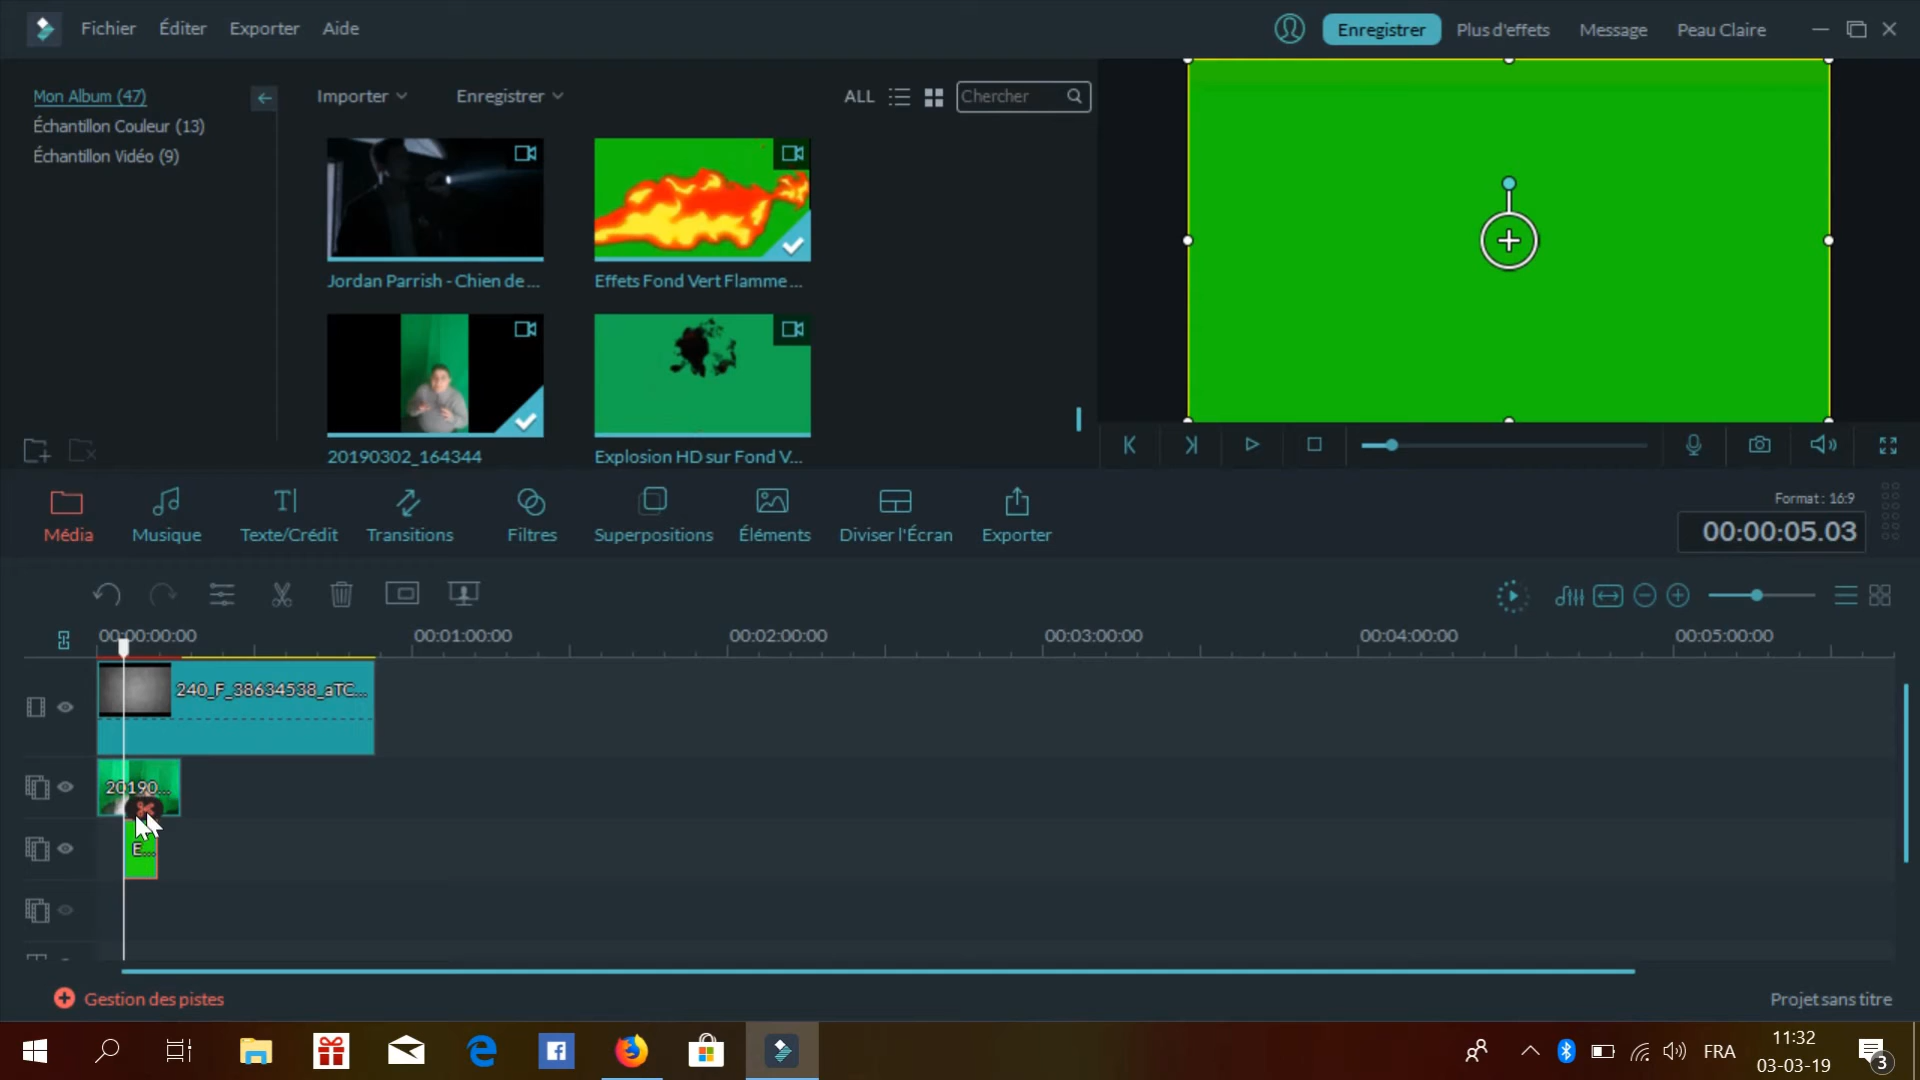 Fichier Éditer Exporter Aide
Enregistrer Plus d'effets Message Peau Claire
Mon Album (47)
Échantillon Couleur (13)
Échantillon Vidéo (9)
Importer Enregistrer ALL Chercher
Jordan Parrish - Chien de ... Effets Fond Vert Flamme ...
20190302_164344 Explosion HD sur Fond V...
Média Musique Texte/Crédit Transitions Filtres Superpositions Éléments Diviser l'Écran Exporter
Format : 16:9
00:00:05.03
00:00:00:00 00:01:00:00 00:02:00:00 00:03:00:00 00:04:00:00 00:05:00:00
240_F_38634538_aTC...
20190...
E...
Gestion des pistes
Projet sans titre
FRA
11:32
03-03-19
3